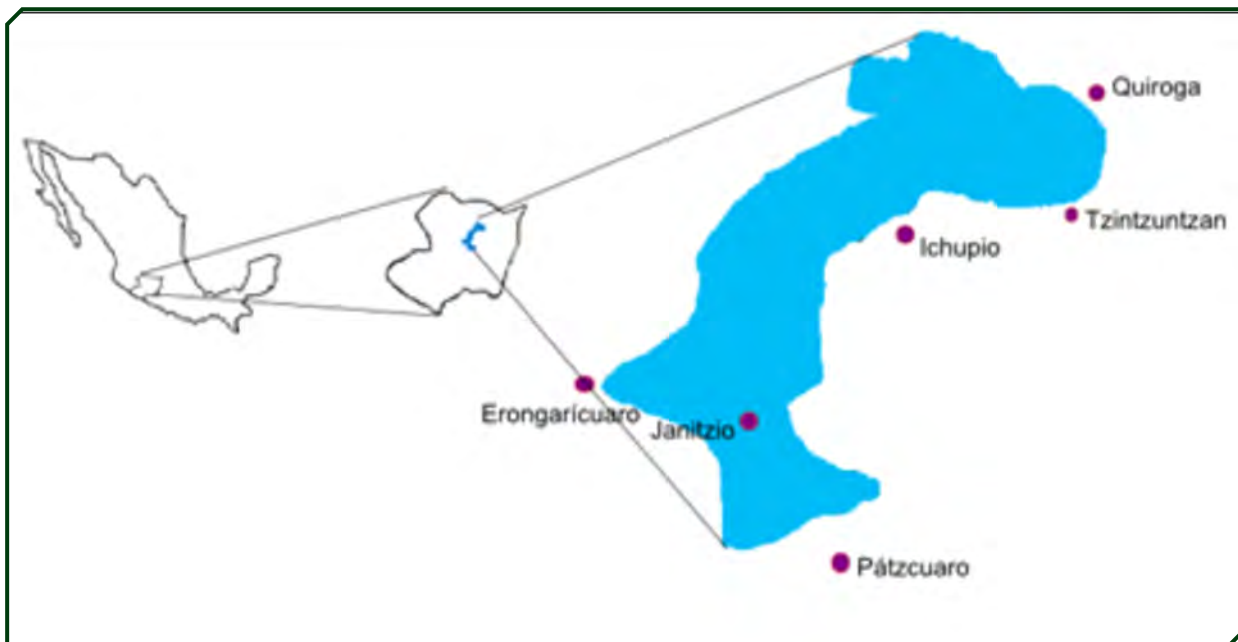 Quiroga
Tzintzuntzan
Ichupio
Erongarícuaro
Janitzio
Pátzcuaro